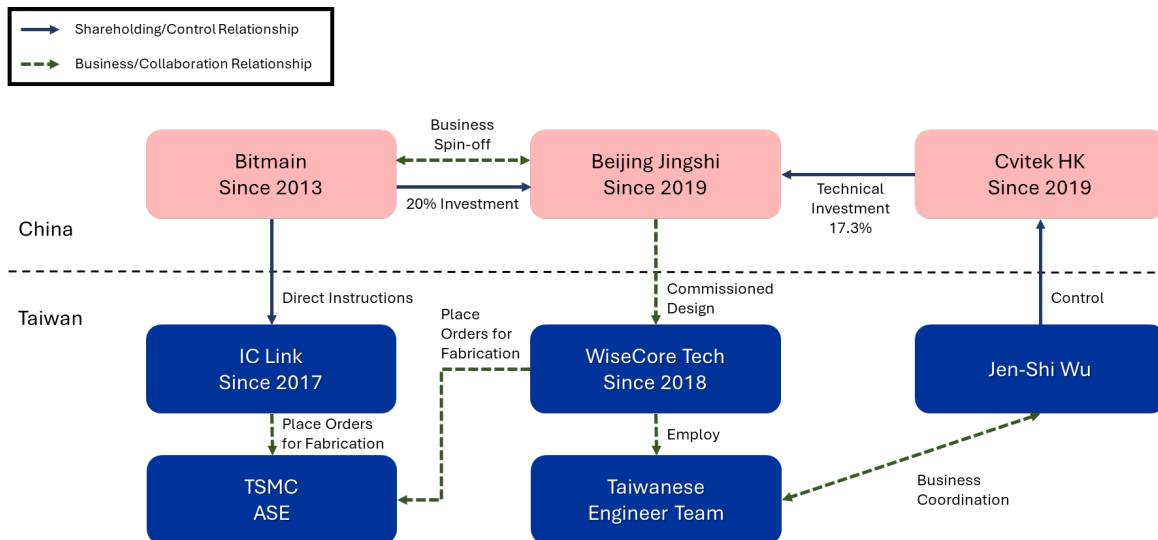 Shareholding/Control Relationship
Business/Collaboration Relationship
Business
Spin-off
Bitmain
Since 2013
20% Investment
Beijing Jingshi
Since 2019
Technical
Investment
17.3%
Cvitek HK
Since 2019
China
Taiwan
Direct Instructions
Place
Orders for
Fabrication
Commissioned
Design
Control
IC Link
Since 2017
WiseCore Tech
Since 2018
Jen-Shi Wu
Place Orders
for Fabrication
Employ
TSMC
ASE
Taiwanese
Engineer Team
Business
Coordination